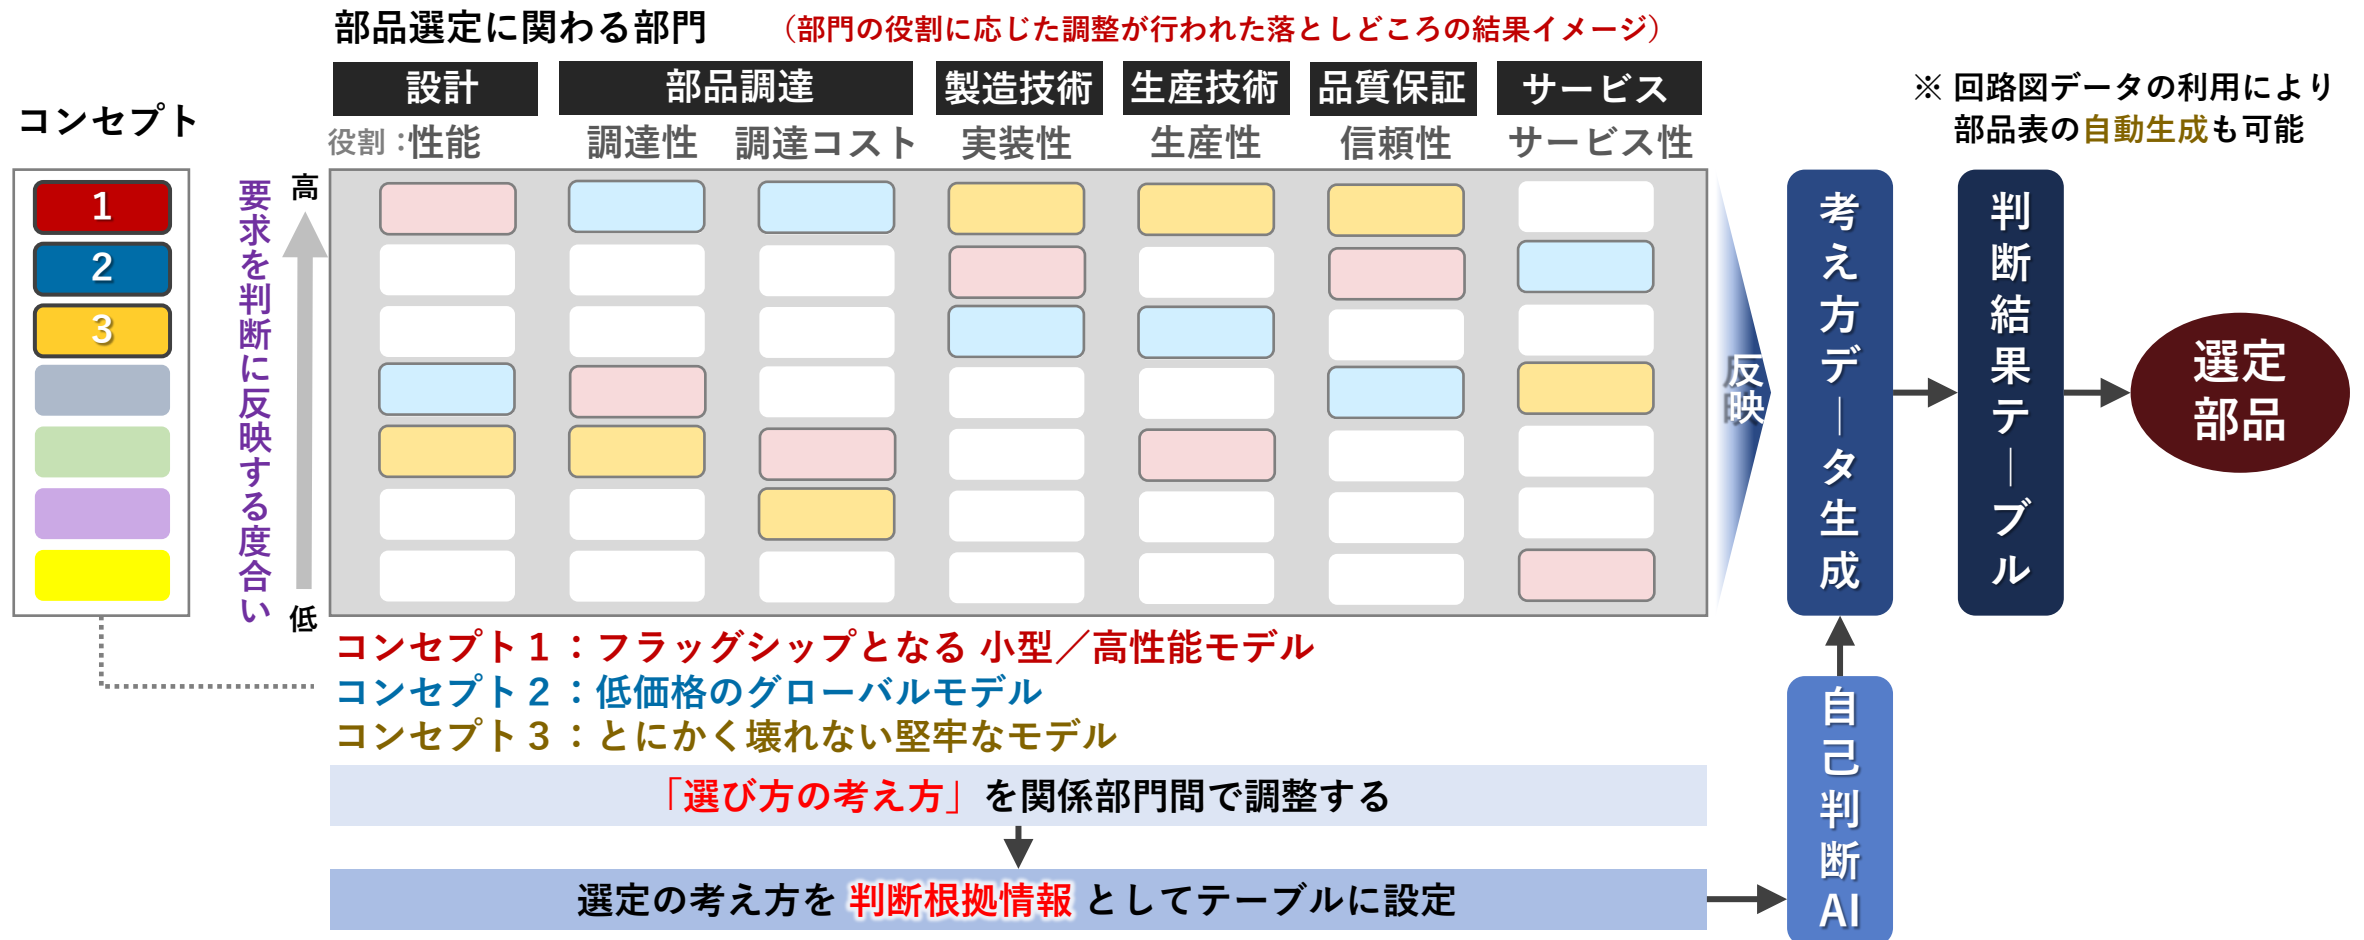 部品選定に関わる部門
（部門の役割に応じた調整が行われた落としどころの結果イメージ）
設計
部品調達
製造技術
生産技術
品質保証
サービス
役割：性能
調達性
調達コスト
実装性
生産性
信頼性
サービス性
※ 回路図データの利用により
部品表の自動生成も可能
コンセプト
1
2
3
要求を判断に反映する度合い
高
低
反映
考え方データ生成
判断結果テーブル
選定
部品
コンセプト１：フラッグシップとなる 小型／高性能モデル
コンセプト２：低価格のグローバルモデル
コンセプト３：とにかく壊れない堅牢なモデル
「選び方の考え方」を関係部門間で調整する
選定の考え方を 判断根拠情報 としてテーブルに設定
自己判断AI